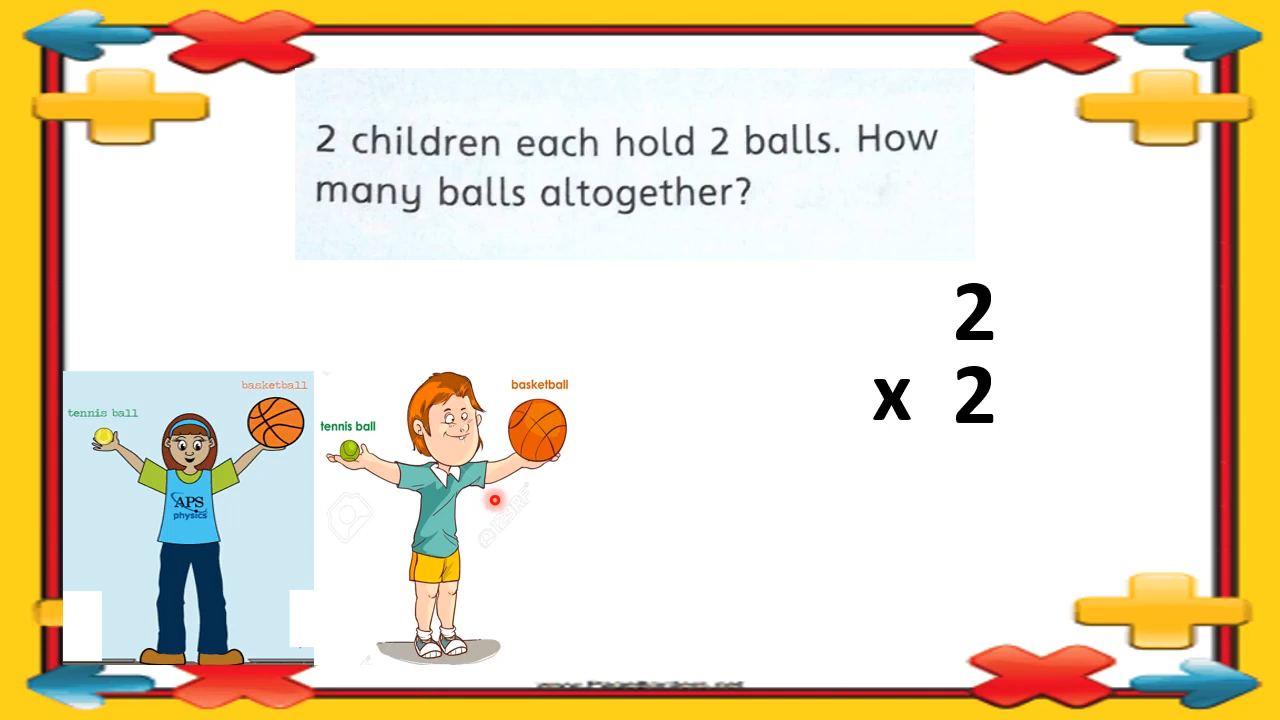 2 children each hold 2 balls. How
many balls altogether?
2
x 2
basketball
tennis ball
APS
physics
basketball
tennis ball
123RF